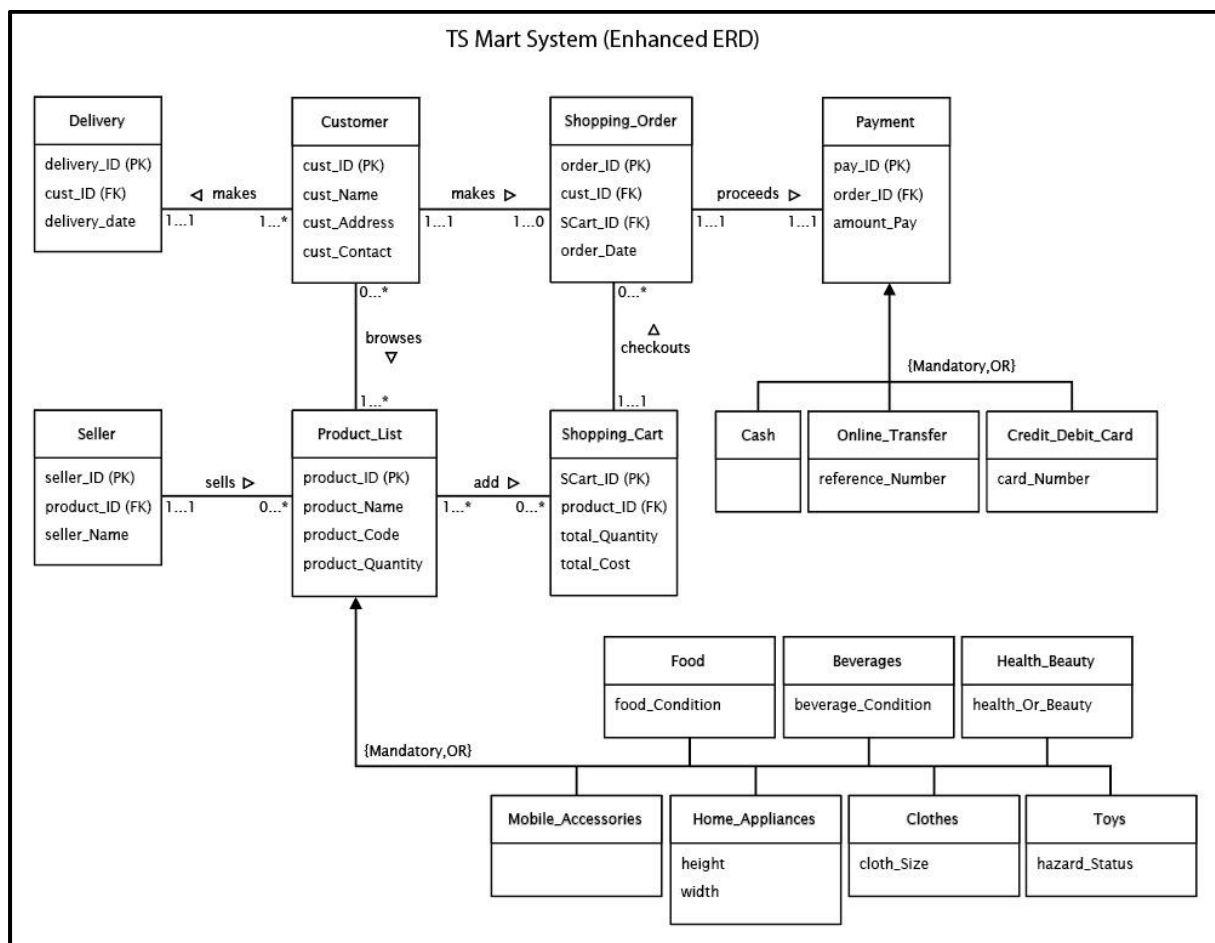 TS Mart System (Enhanced ERD)
Delivery
delivery_ID (PK)
cust_ID (FK)
delivery_date
makes
1...1
1...*
Customer
cust_ID (PK)
cust_Name
cust_Address
cust_Contact
makes
1...1
1...0
Shopping_Order
order_ID (PK)
cust_ID (FK)
SCart_ID (FK)
order_Date
proceeds
1...1
1...1
Payment
pay_ID (PK)
order_ID (FK)
amount_Pay
0...*
browses
1...*
0...*
checkouts
1...1
{Mandatory,OR}
Cash
Online_Transfer
reference_Number
Credit_Debit_Card
card_Number
Seller
seller_ID (PK)
product_ID (FK)
seller_Name
sells
1...1
0...*
Product_List
product_ID (PK)
product_Name
product_Code
product_Quantity
add
1...*
0...*
Shopping_Cart
SCart_ID (PK)
product_ID (FK)
total_Quantity
total_Cost
Food
food_Condition
Beverages
beverage_Condition
Health_Beauty
health_Or_Beauty
{Mandatory,OR}
Mobile_Accessories
Home_Appliances
height
width
Clothes
cloth_Size
Toys
hazard_Status